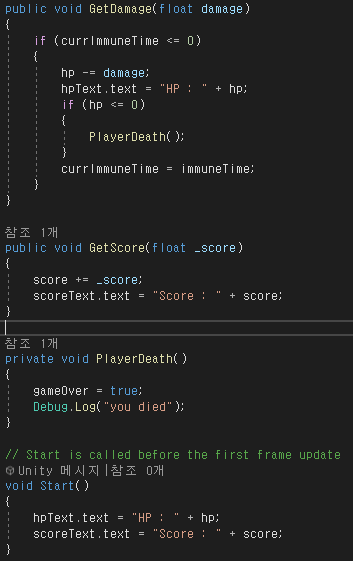 public void GetDamage(float damage)
{
if (currImmuneTime <= 0)
{
hp -= damage;
hpText.text = "HP : " + hp;
if (hp <= 0)
{
PlayerDeath();
}
currImmuneTime = immuneTime;
}
}
참조 1개
public void GetScore(float _score)
{
score += _score;
scoreText.text = "Score : " + score;
}
참조 1개
private void PlayerDeath()
{
gameOver = true;
Debug.Log("you died");
}
// Start is called before the first frame update
Unity 메시지|참조 0개
void Start()
{
hpText.text = "HP : " + hp;
scoreText.text = "Score : " + score;
}